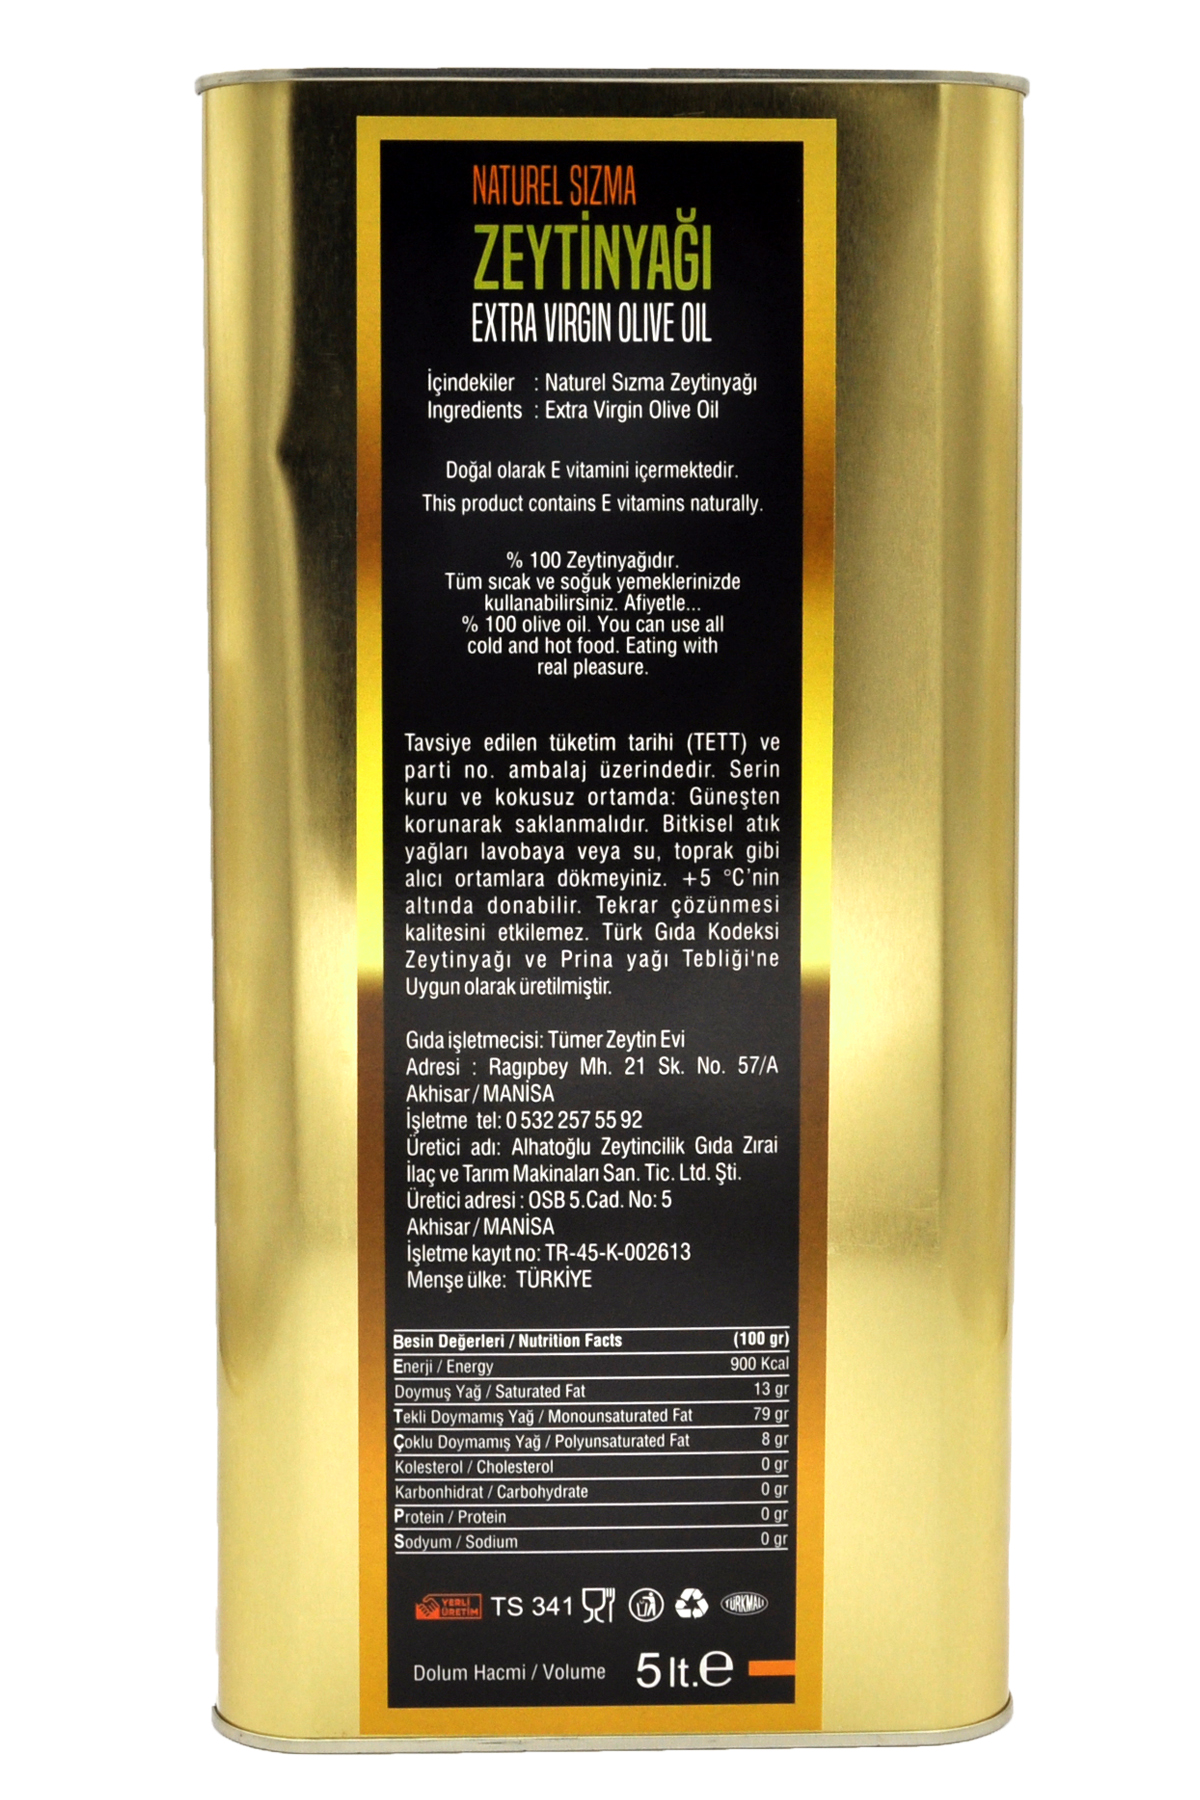 NATUREL SIZMA
ZEYTİNYAĞI
EXTRA VIRGIN OLIVE OIL
İçindekiler : Naturel Sızma Zeytinyağı
Ingredients : Extra Virgin Olive Oil
Doğal olarak E vitamini içermektedir.
This product contains E vitamins naturally.
% 100 Zeytinyağıdır.
Tüm sıcak ve soğuk yemeklerinizde
kullanabilirsiniz. Afiyetle...
% 100 olive oil. You can use all
cold and hot food. Eating with
real pleasure.
Tavsiye edilen tüketim tarihi (TETT) ve
parti no. ambalaj üzerindedir. Serin
kuru ve kokusuz ortamda: Güneşten
korunarak saklanmalıdır. Bitkisel atık
yağları lavobaya veya su, toprak gibi
alıcı ortamlara dökmeyiniz. +5 °C'nin
altında donabilir. Tekrar çözünmesi
kalitesini etkilemez. Türk Gıda Kodeksi
Zeytinyağı ve Prina yağı Tebliği'ne
Uygun olarak üretilmiştir.
Gıda işletmecisi: Tümer Zeytin Evi
Adresi : Ragıpbey Mh. 21 Sk. No. 57/A
Akhisar / MANİSA
İşletme tel: 0 532 257 55 92
Üretici adı: Alhatoğlu Zeytincilik Gıda Zırai
İlaç ve Tarım Makinaları San. Tic. Ltd. Şti.
Üretici adresi : OSB 5.Cad. No: 5
Akhisar / MANİSA
İşletme kayıt no: TR-45-K-002613
Menşe ülke: TÜRKİYE
Besin Değerleri / Nutrition Facts (100 gr)
Enerji / Energy 900 Kcal
Doymuş Yağ / Saturated Fat 13 gr
Tekli Doymamış Yağ / Monounsaturated Fat 79 gr
Çoklu Doymamış Yağ / Polyunsaturated Fat 8 gr
Kolesterol / Cholesterol 0 gr
Karbonhidrat / Carbohydrate 0 gr
Protein / Protein 0 gr
Sodyum / Sodium 0 gr
YERLİ ÜRETİM TS 341 TÜRKMALI
Dolum Hacmi / Volume 5 lt.e